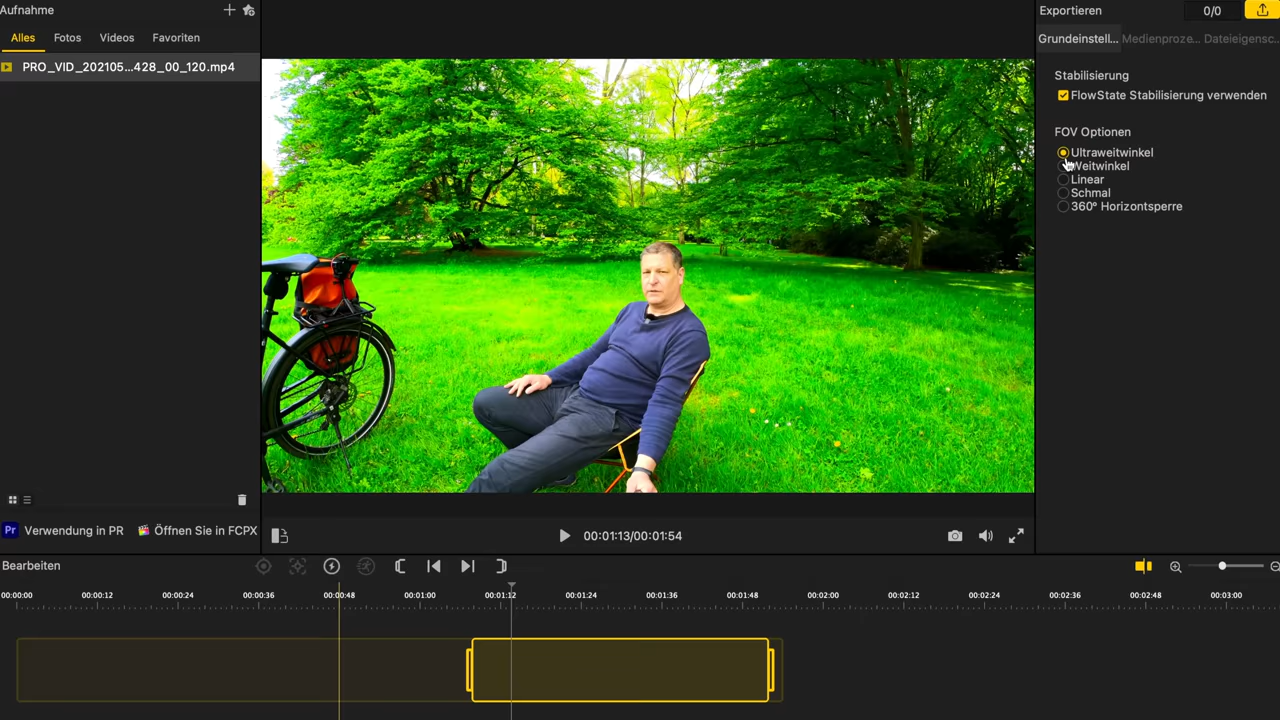 Aufnahme
Alles Fotos Videos Favoriten
PRO_VID_202105...428_00_120.mp4
Pr Verwendung in PR Öffnen Sie in FCPX
00:01:13/00:01:54
Exportieren 0/0
Grundeinstell... Medienproze... Dateieigensc...
Stabilisierung
FlowState Stabilisierung verwenden
FOV Optionen
Ultraweitwinkel
Weitwinkel
Linear
Schmal
360° Horizontsperre
Bearbeiten
00:00:00 00:00:12 00:00:24 00:00:36 00:00:48 00:01:00 00:01:12 00:01:24 00:01:36 00:01:48 00:02:00 00:02:12 00:02:24 00:02:36 00:02:48 00:03:00